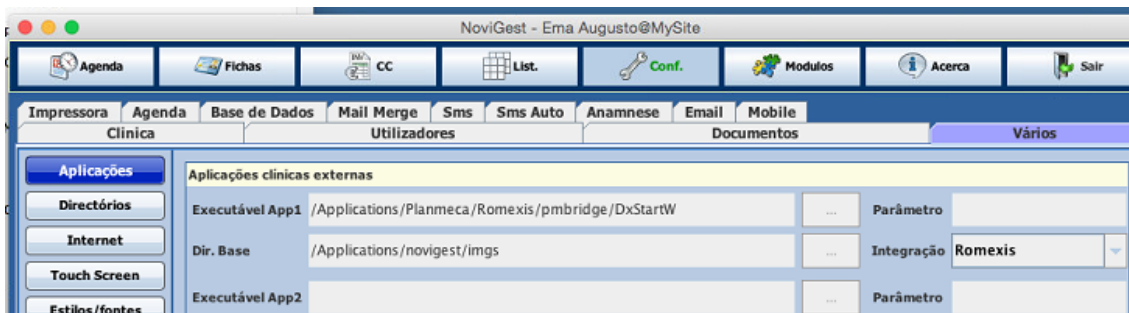 NoviGest - Ema Augusto@MySite
Agenda Fichas CC List. Conf. Modulos Acerca Sair
Impressora Agenda Base de Dados Mail Merge Sms Sms Auto Anamnese Email Mobile
Clinica Utilizadores Documentos Vários
Aplicações
Directórios
Internet
Touch Screen
Estilos/fontes
Aplicações clinicas externas
Executável App1 /Applications/Planmeca/Romexis/pmbridge/DxStartW ... Parâmetro
Dir. Base /Applications/novigest/imgs ... Integração Romexis
Executável App2 ... Parâmetro